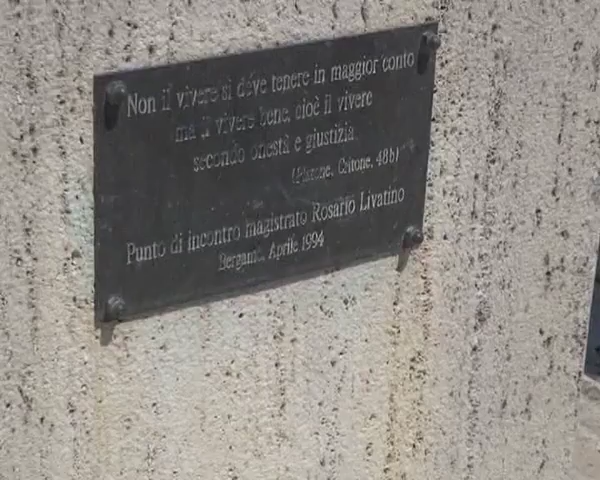 Non il vivere si deve tenere in maggior conto
ma il vivere bene, cioè il vivere
secondo onestà e giustizia
(Platone, Critone, 48b)
Punto di incontro magistrato Rosario Livatino
Bergamo, Aprile 1994